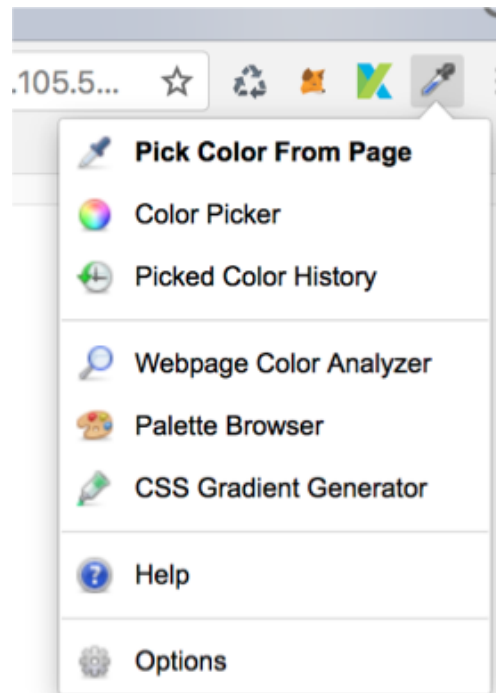 .105.5...
Pick Color From Page
Color Picker
Picked Color History
Webpage Color Analyzer
Palette Browser
CSS Gradient Generator
Help
Options